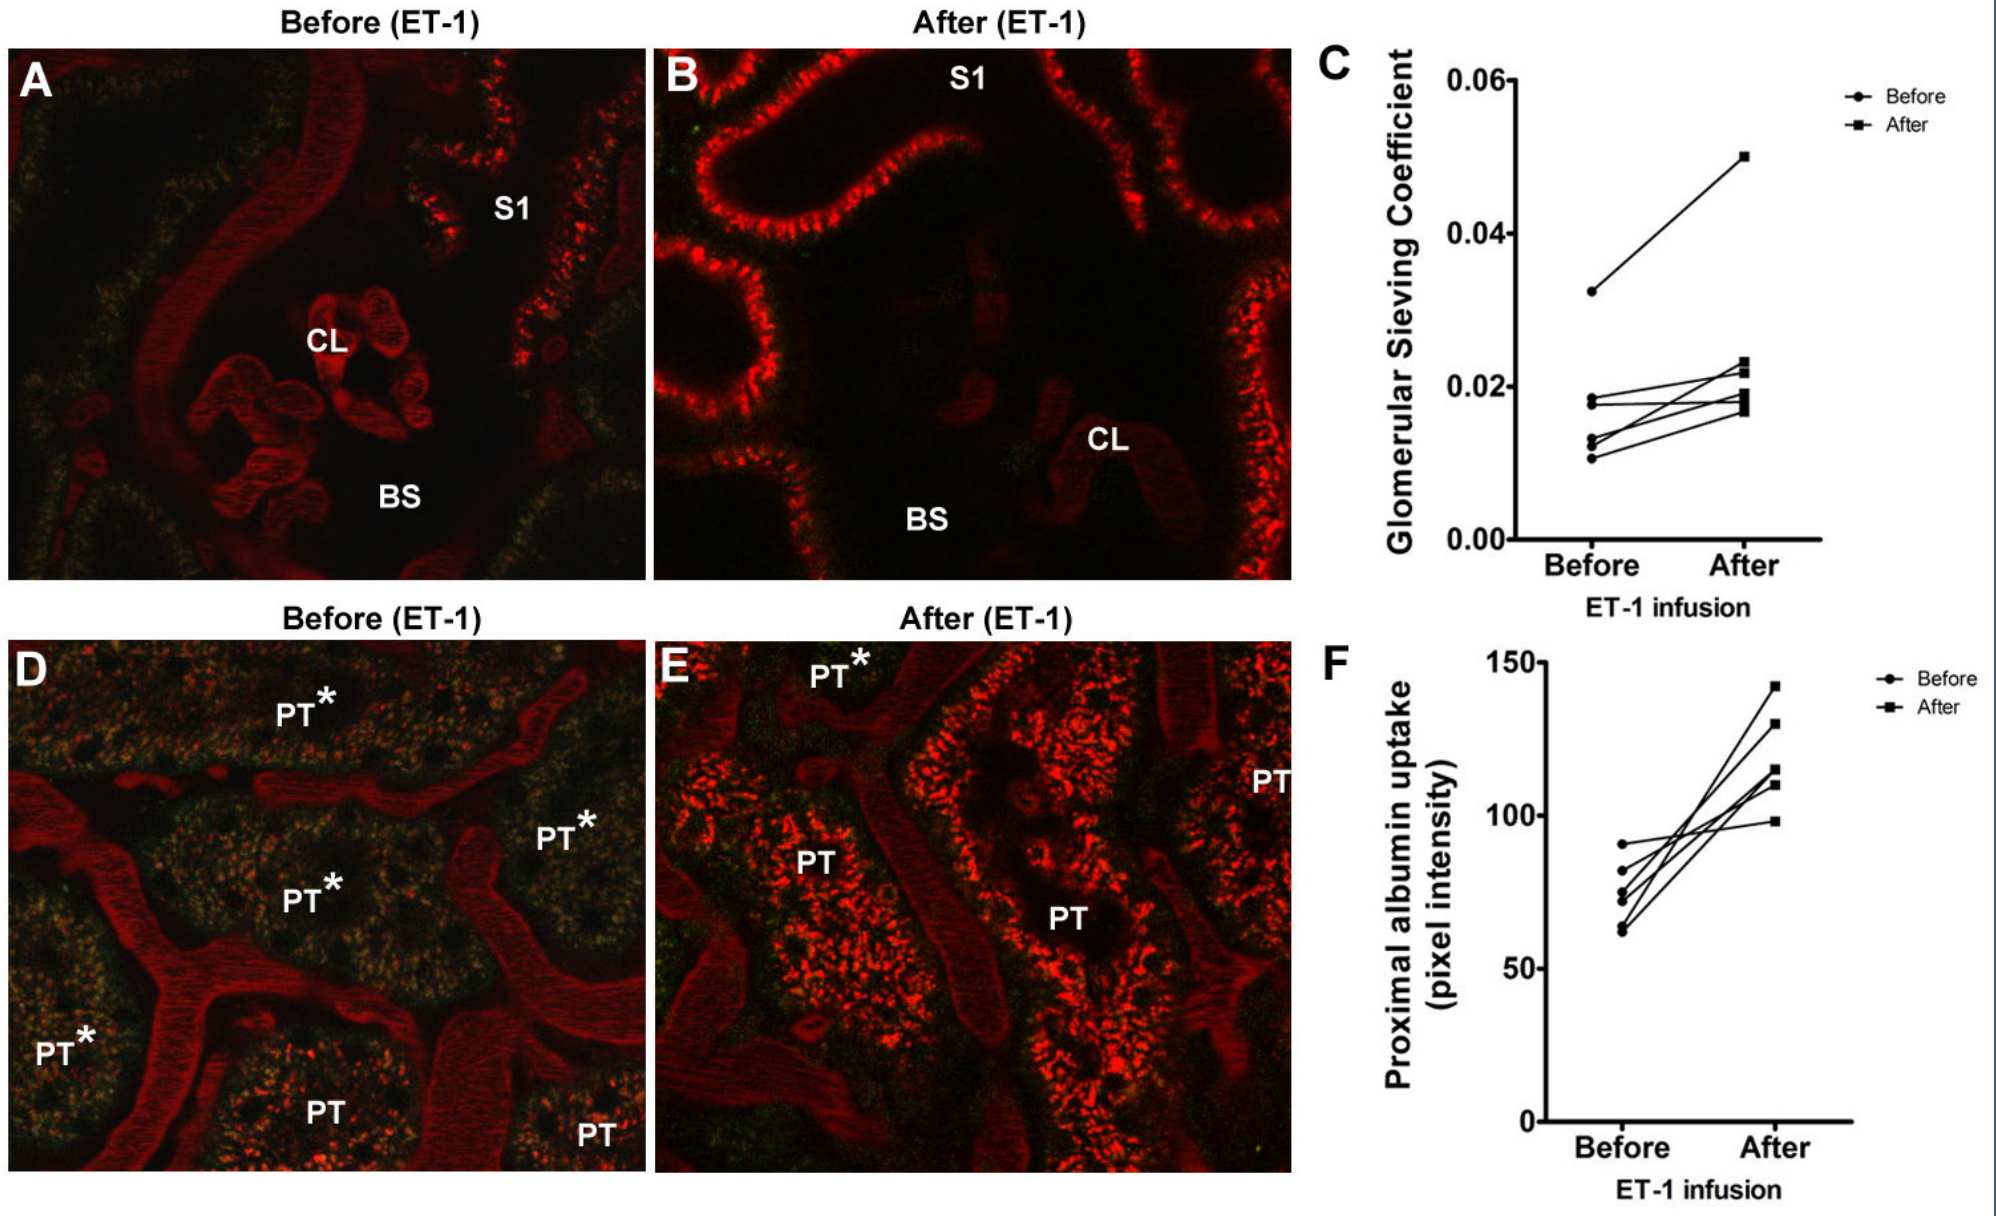 Before (ET-1)
After (ET-1)
A
S1
CL
BS
B
S1
CL
BS
C
Glomerular Sieving Coefficient
0.06
0.04
0.02
0.00
Before
After
Before
After
ET-1 infusion
Before (ET-1)
After (ET-1)
D
PT*
PT*
PT*
PT*
PT
PT
E
PT*
PT
PT
PT
F
Proximal albumin uptake
(pixel intensity)
150
100
50
0
Before
After
Before
After
ET-1 infusion